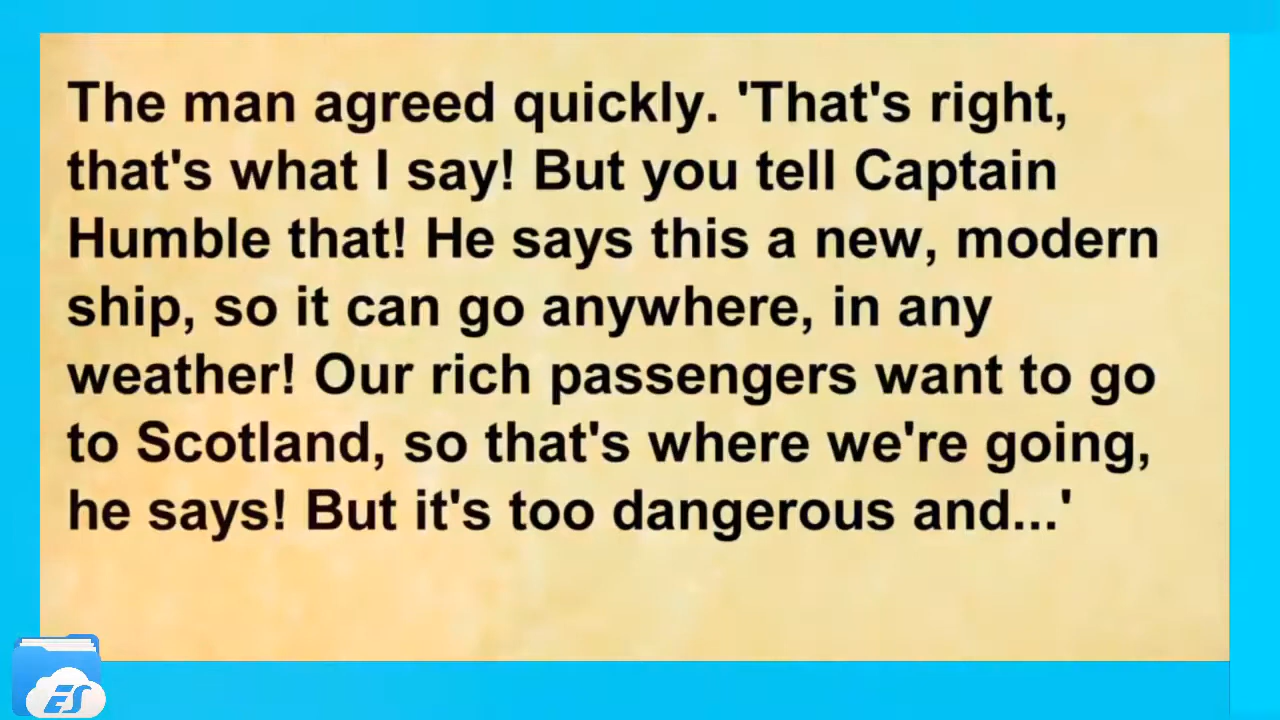 The man agreed quickly. 'That's right,
that's what I say! But you tell Captain
Humble that! He says this a new, modern
ship, so it can go anywhere, in any
weather! Our rich passengers want to go
to Scotland, so that's where we're going,
he says! But it's too dangerous and...'
ES